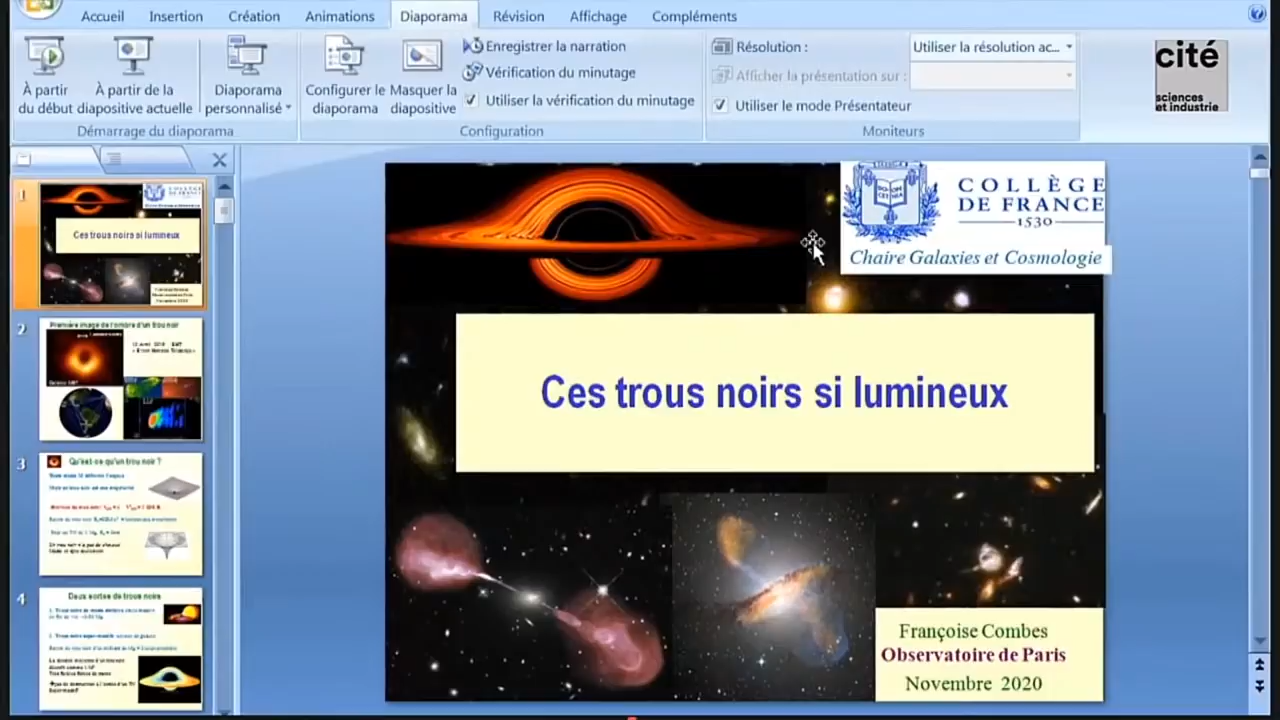 Accueil
Insertion
Création
Animations
Diaporama
Révision
Affichage
Compléments
À partir
du début
À partir de la
diapositive actuelle
Diaporama
personnalisé
Démarrage du diaporama
Configurer le
diaporama
Masquer la
diapositive
Enregistrer la narration
Vérification du minutage
Utiliser la vérification du minutage
Configuration
Résolution :
Utiliser la résolution ac...
Afficher la présentation sur :
Utiliser le mode Présentateur
Moniteurs
cité
sciences
et industrie
1
Ces trous noirs si lumineux
2
Première image de l'ombre d'un trou noir
3
Qu'est-ce qu'un trou noir ?
4
Deux sortes de trous noirs
COLLÈGE
DE FRANCE
1530
Chaire Galaxies et Cosmologie
Ces trous noirs si lumineux
Françoise Combes
Observatoire de Paris
Novembre 2020